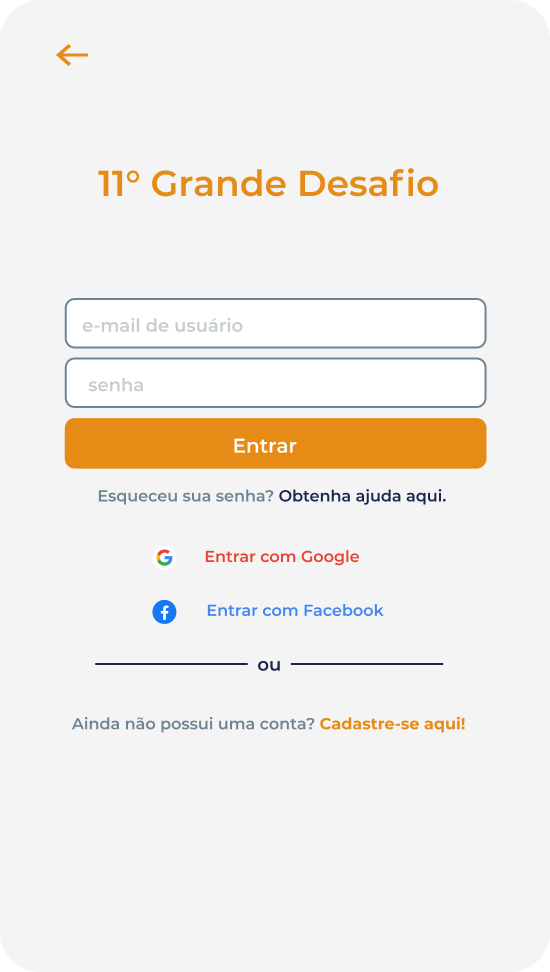 11° Grande Desafio
e-mail de usuário
senha
Entrar
Esqueceu sua senha? Obtenha ajuda aqui.
Entrar com Google
Entrar com Facebook
ou
Ainda não possui uma conta? Cadastre-se aqui!